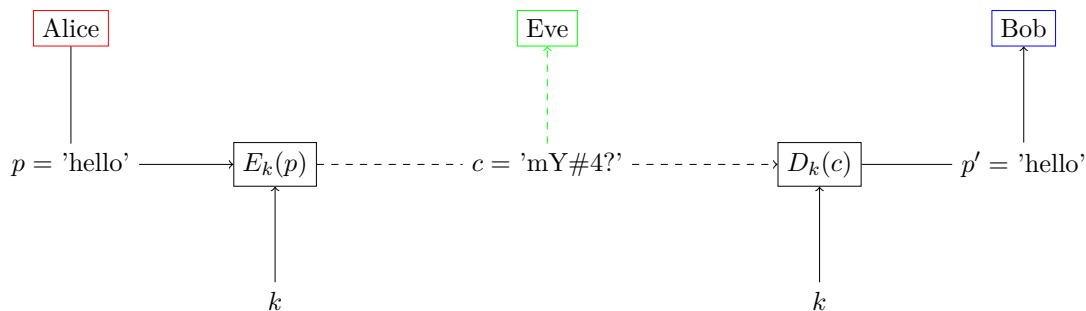 Alice
Eve
Bob
p = 'hello'
E_k(p)
c = 'mY#4?'
D_k(c)
p′ = 'hello'
k
k